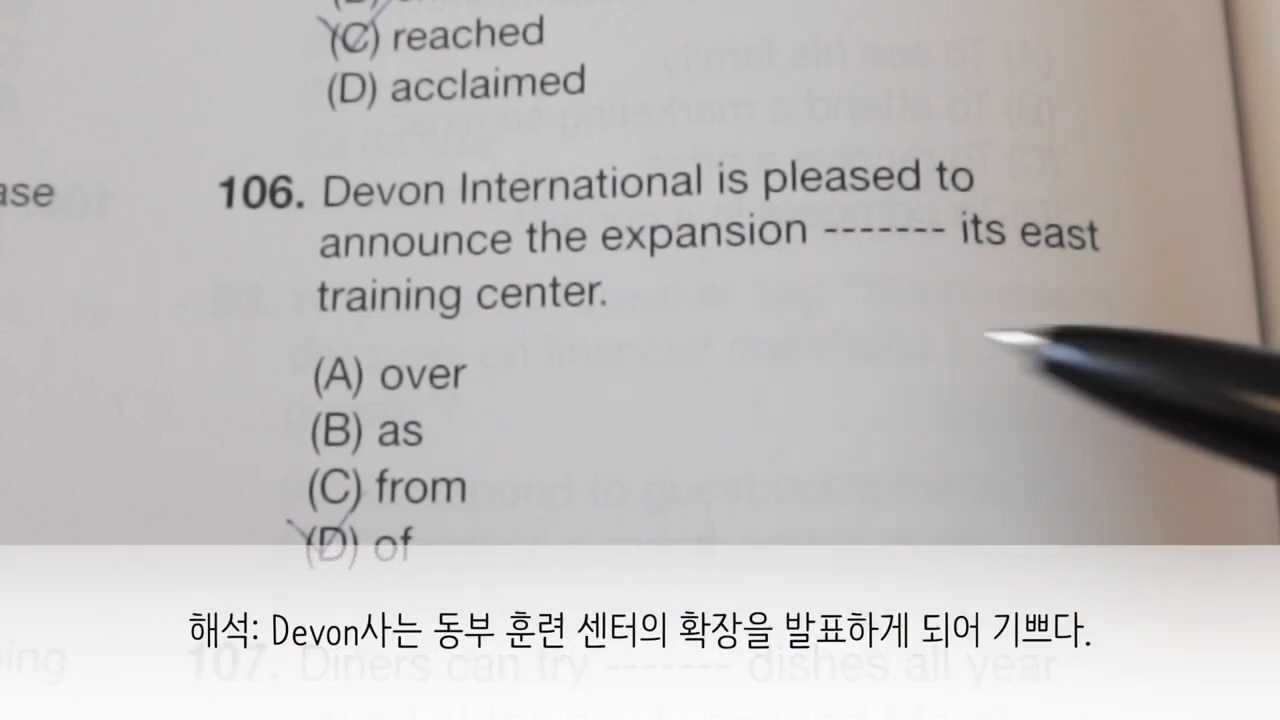 (C) reached
(D) acclaimed
ase
106. Devon International is pleased to
announce the expansion ------- its east
training center.
(A) over
(B) as
(C) from
(D) of
해석: Devon사는 동부 훈련 센터의 확장을 발표하게 되어 기쁘다.
ing
107. Diners can try ------- dishes all year